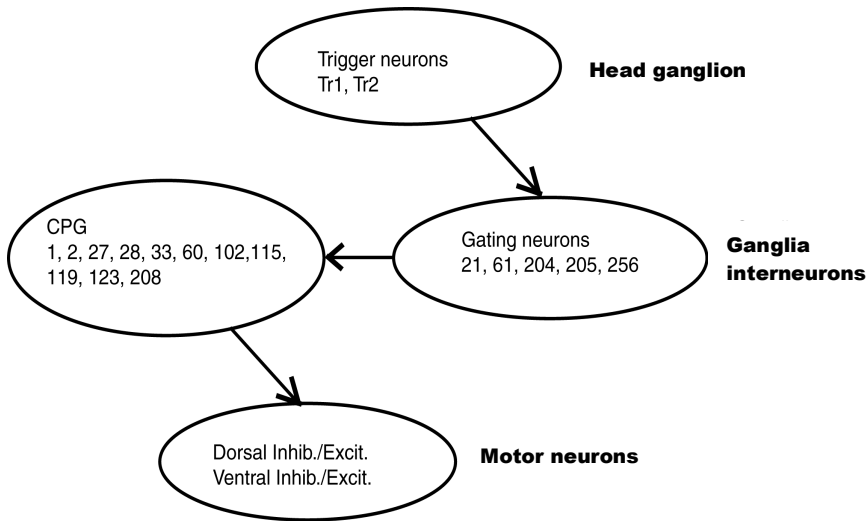 Trigger neurons
Tr1, Tr2
Head ganglion
CPG
1, 2, 27, 28, 33, 60, 102,115,
119, 123, 208
Gating neurons
21, 61, 204, 205, 256
Ganglia
interneurons
Dorsal Inhib./Excit.
Ventral Inhib./Excit.
Motor neurons